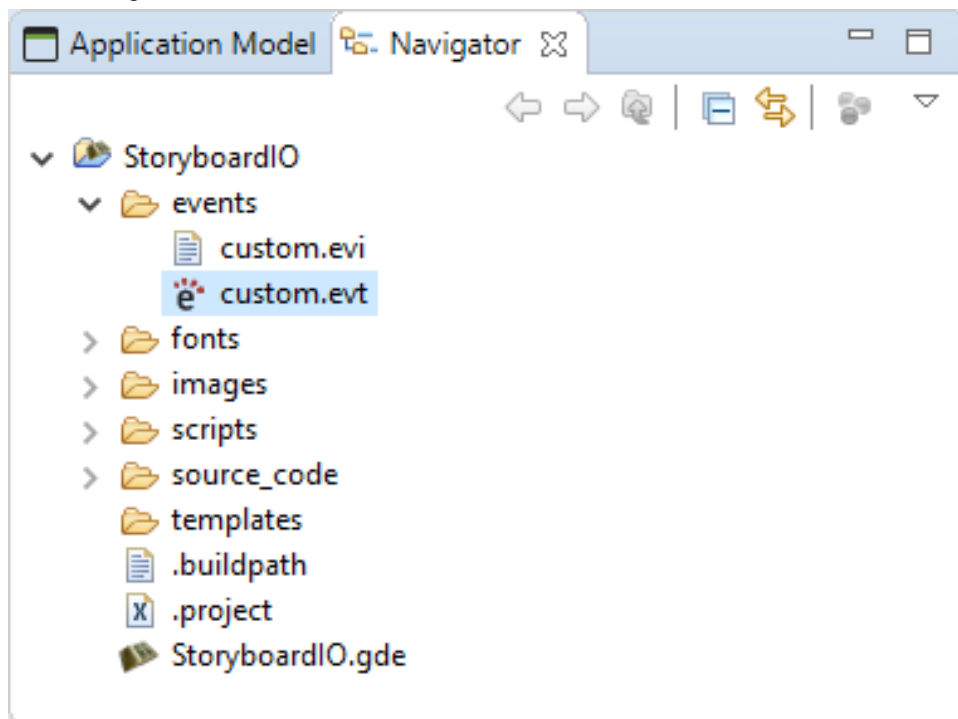 Application Model Navigator
StoryboardIO
events
custom.evi
custom.evt
fonts
images
scripts
source_code
templates
.buildpath
.project
StoryboardIO.gde